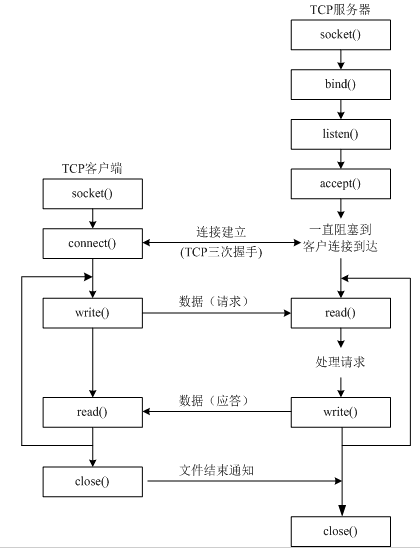 TCP服务器
socket()
bind()
listen()
accept()
TCP客户端
socket()
connect()
连接建立
(TCP三次握手)
一直阻塞到
客户连接到达
write()
数据（请求）
read()
处理请求
read()
数据（应答）
write()
close()
文件结束通知
close()